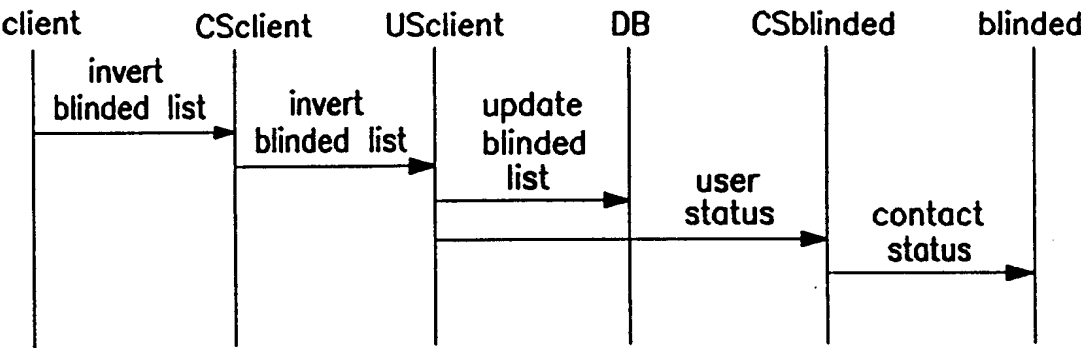 client CSclient USclient DB CSblinded blinded
invert
blinded list
invert
blinded list
update
blinded
list
user
status
contact
status